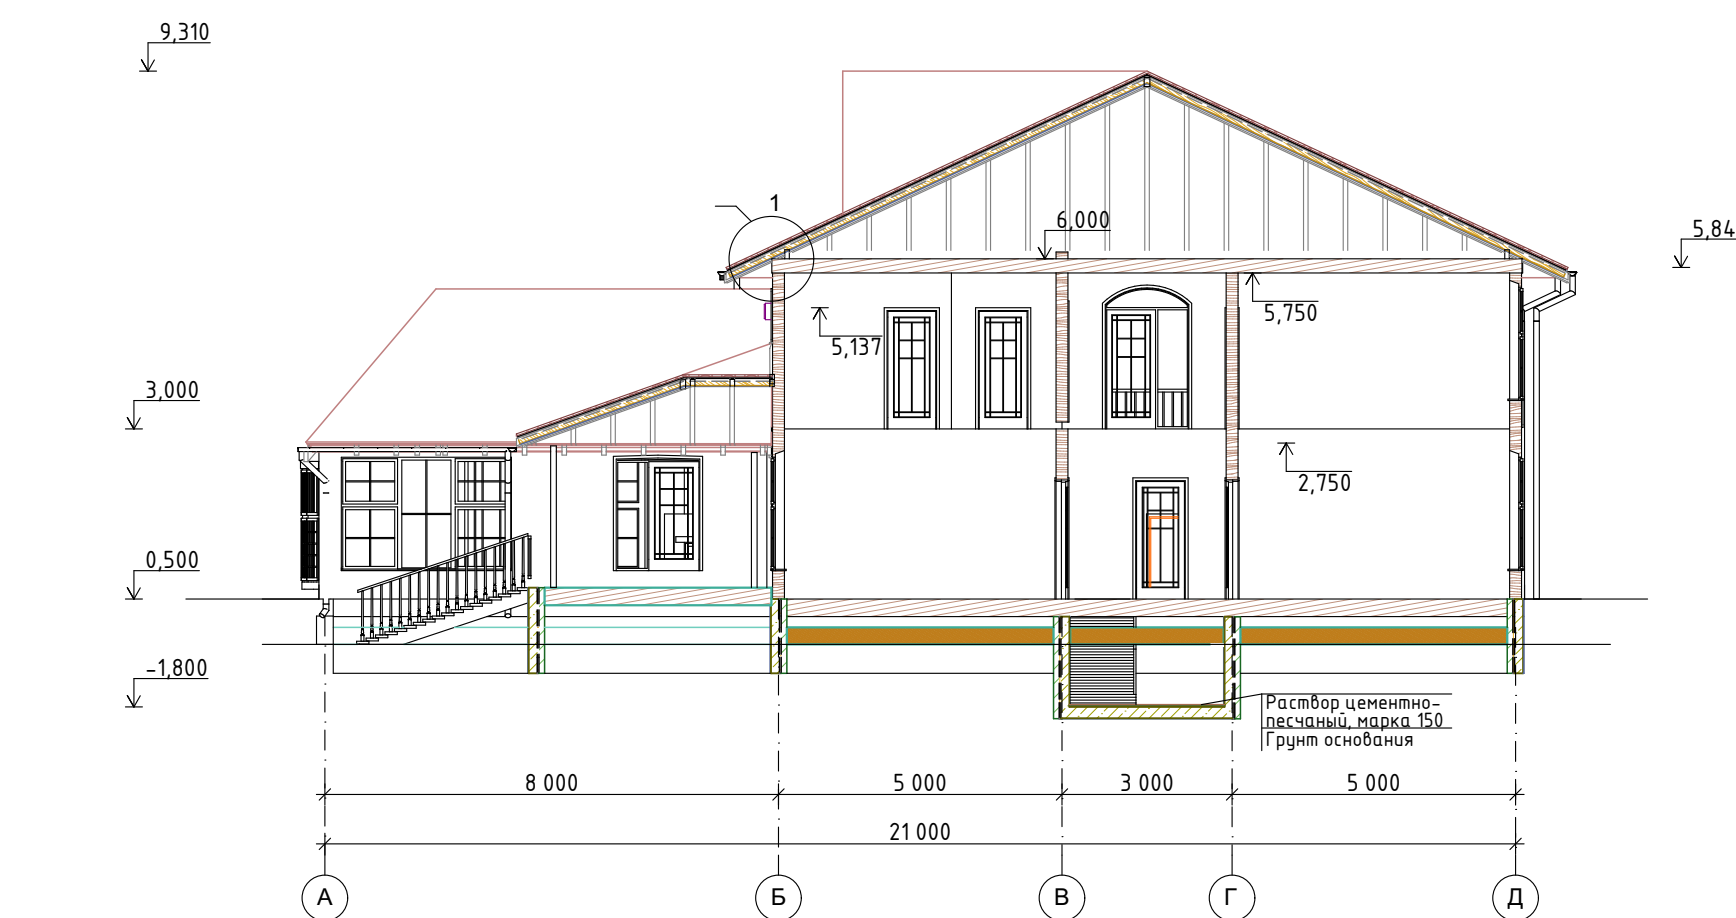 9,310
1
6,000
5,84
5,750
5,137
3,000
2,750
0,500
-1,800
Раствор цементно-
песчаный, марка 150
Грунт основания
8 000
5 000
3 000
5 000
21 000
А
Б
В
Г
Д